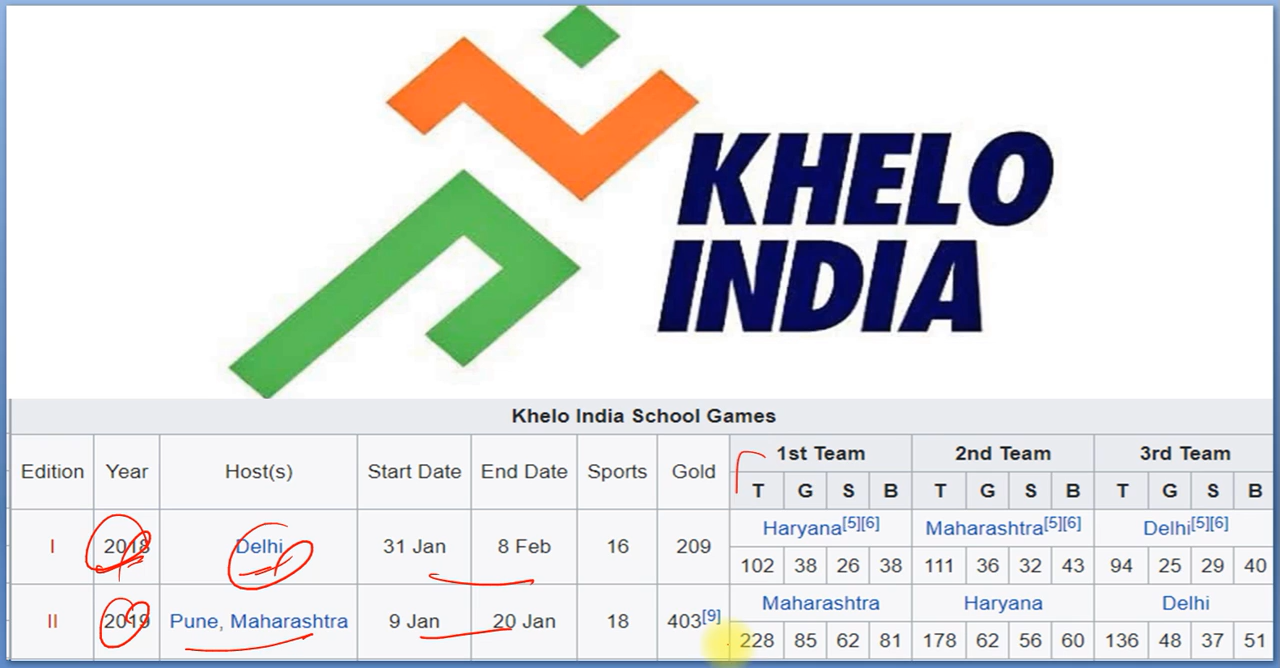 KHELO
INDIA
Khelo India School Games
Edition Year Host(s) Start Date End Date Sports Gold 1st Team 2nd Team 3rd Team
T G S B T G S B T G S B
I 2018 Delhi 31 Jan 8 Feb 16 209 Haryana[5][6] Maharashtra[5][6] Delhi[5][6]
102 38 26 38 111 36 32 43 94 25 29 40
II 2019 Pune, Maharashtra 9 Jan 20 Jan 18 403[9] Maharashtra Haryana Delhi
228 85 62 81 178 62 56 60 136 48 37 51